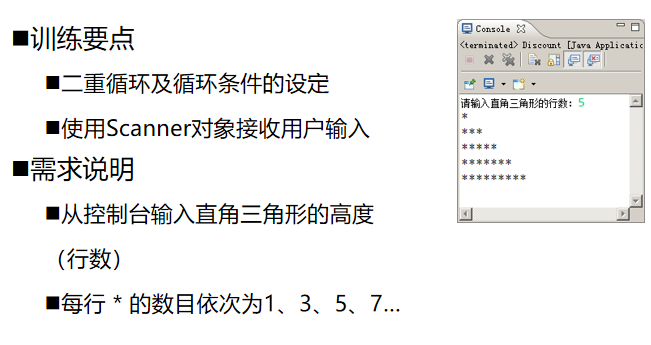 ■训练要点
■二重循环及循环条件的设定
■使用Scanner对象接收用户输入
■需求说明
■从控制台输入直角三角形的高度
（行数）
■每行 * 的数目依次为1、3、5、7…
Console
<terminated> Discount [Java Applicatio
请输入直角三角形的行数: 5
*
***
*****
*******
*********